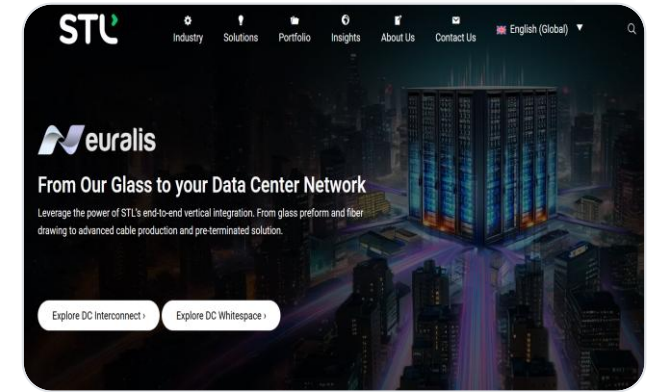 STL
Industry Solutions Portfolio Insights About Us Contact Us English (Global)
Neuralis
From Our Glass to your Data Center Network
Leverage the power of STL's end-to-end vertical integration. From glass preform and fiber
drawing to advanced cable production and pre-terminated solution.
Explore DC Interconnect › Explore DC Whitespace ›